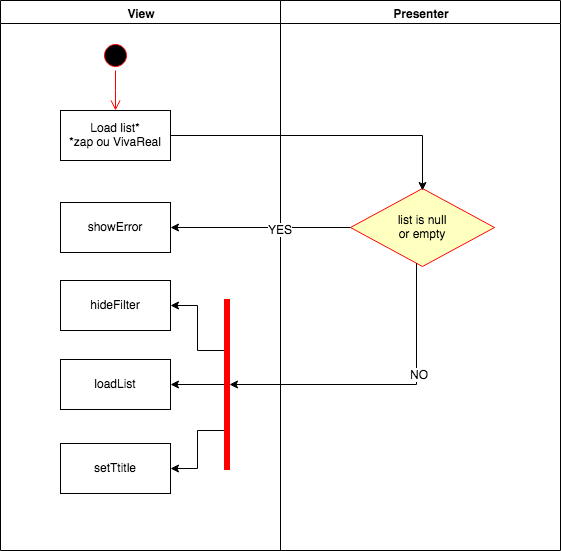 View
Presenter
Load list*
*zap ou VivaReal
list is null
or empty
showError
YES
hideFilter
NO
loadList
setTtitle